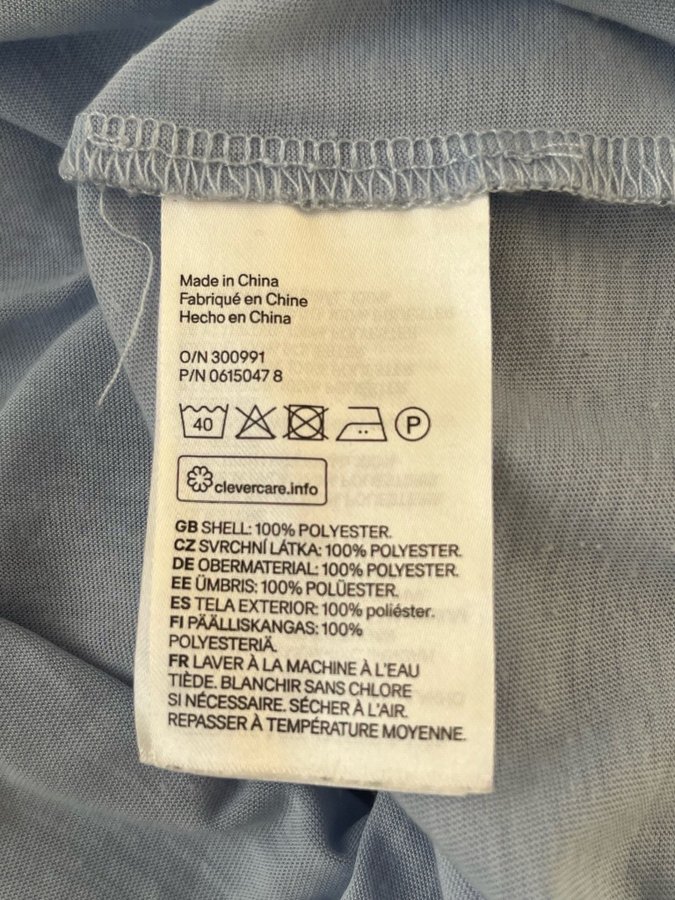 Made in China
Fabriqué en Chine
Hecho en China
O/N 300991
P/N 0615047 8
40 P
clevercare.info
GB SHELL: 100% POLYESTER.
CZ SVRCHNÍ LÁTKA: 100% POLYESTER.
DE OBERMATERIAL: 100% POLYESTER.
EE ÜMBRIS: 100% POLÜESTER.
ES TELA EXTERIOR: 100% poliéster.
FI PÄÄLLISKANGAS: 100%
POLYESTERIÄ.
FR LAVER À LA MACHINE À L'EAU
TIÈDE. BLANCHIR SANS CHLORE
SI NÉCESSAIRE. SÉCHER À L'AIR.
REPASSER À TEMPÉRATURE MOYENNE.